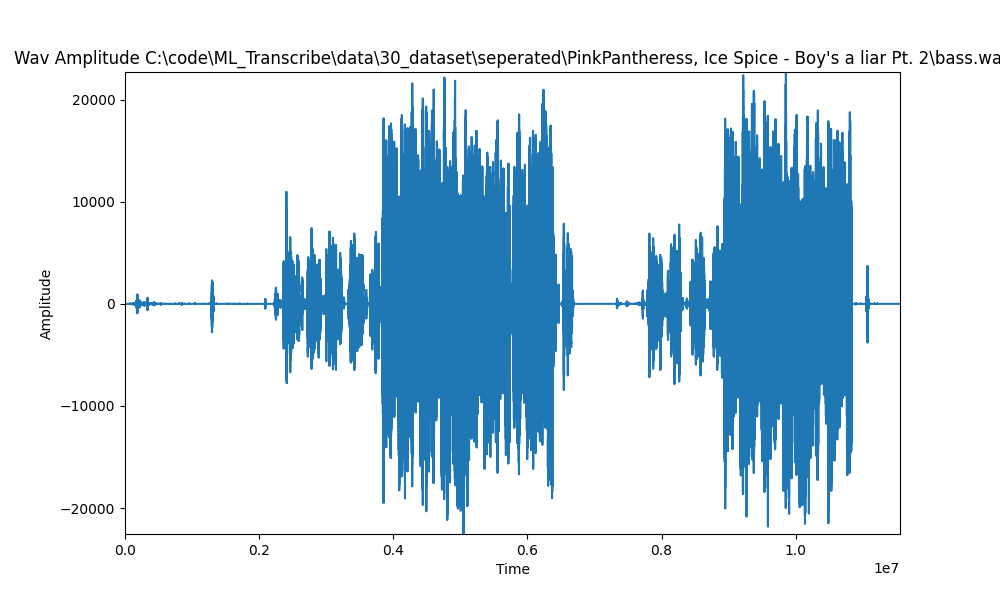 Wav Amplitude C:\code\ML_Transcribe\data\30_dataset\seperated\PinkPantheress, Ice Spice - Boy's a liar Pt. 2\bass.wa
20000
10000
0
−10000
−20000
Amplitude
0.0 0.2 0.4 0.6 0.8 1.0
1e7
Time